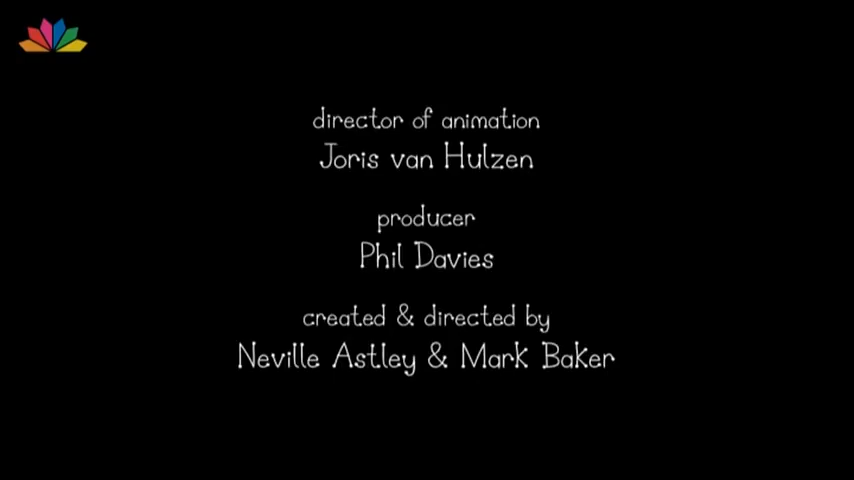 director of animation
Joris van Hulzen
producer
Phil Davies
created & directed by
Neville Astley & Mark Baker